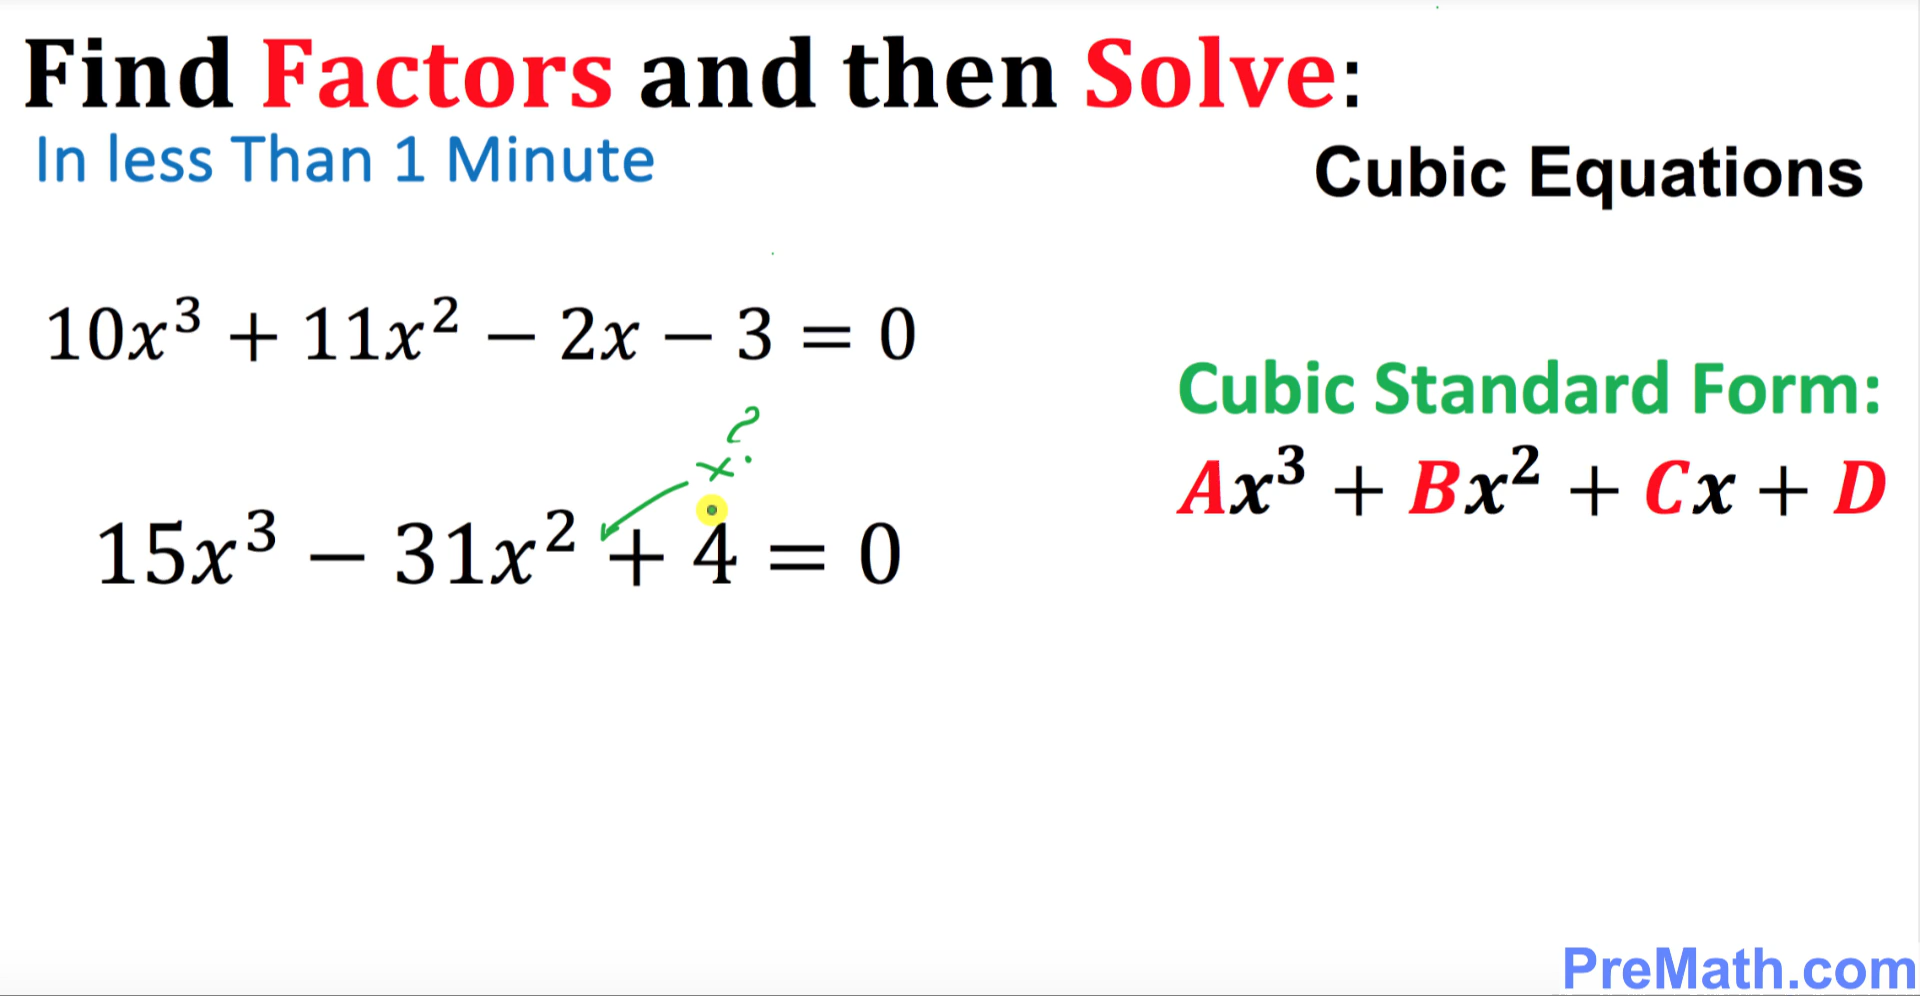 Find Factors and then Solve:
In less Than 1 Minute
Cubic Equations
10x³ + 11x² − 2x − 3 = 0
Cubic Standard Form:
Ax³ + Bx² + Cx + D
x ?
15x³ − 31x² + 4 = 0
PreMath.com